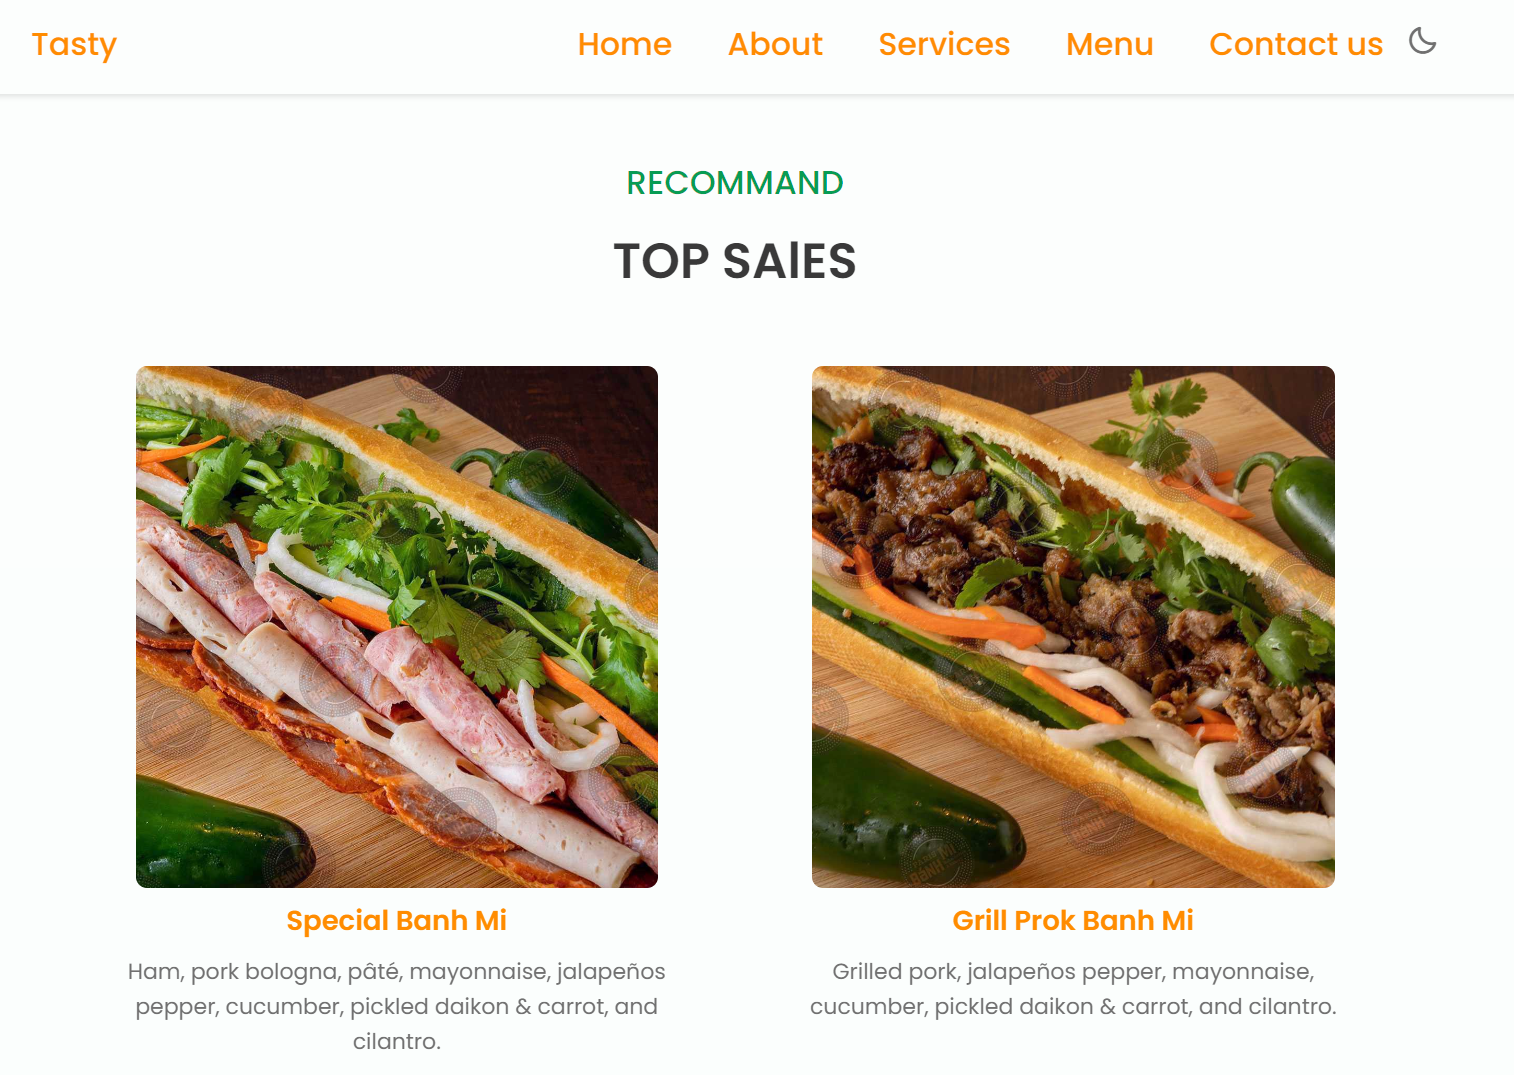 Tasty
Home About Services Menu Contact us
RECOMMAND
TOP SAlES
Special Banh Mi
Ham, pork bologna, pâté, mayonnaise, jalapeños
pepper, cucumber, pickled daikon & carrot, and
cilantro.
Grill Prok Banh Mi
Grilled pork, jalapeños pepper, mayonnaise,
cucumber, pickled daikon & carrot, and cilantro.